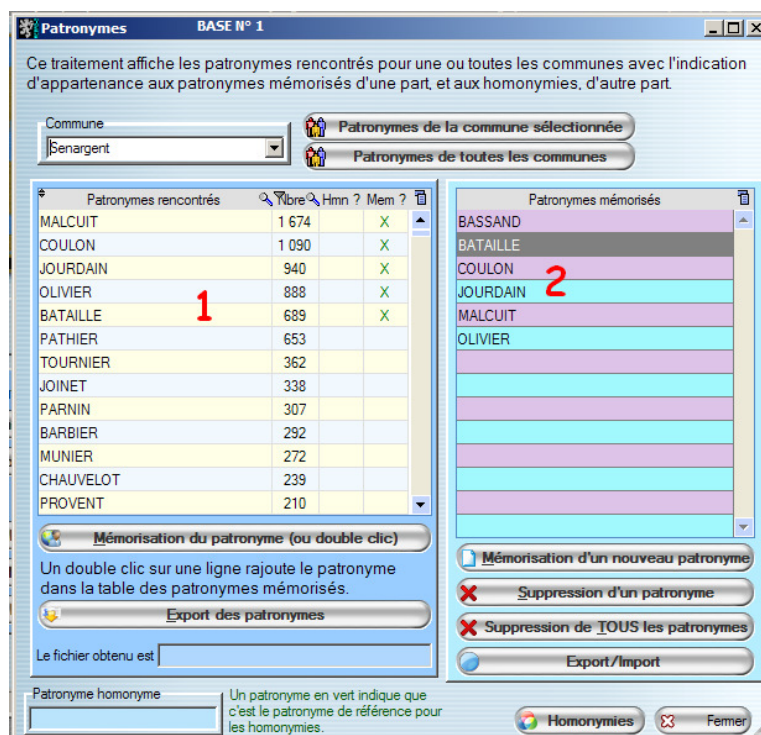 Patronymes BASE N° 1
Ce traitement affiche les patronymes rencontrés pour une ou toutes les communes avec l'indication
d'appartenance aux patronymes mémorisés d'une part, et aux homonymies, d'autre part.
Commune
Senargent
Patronymes de la commune sélectionnée
Patronymes de toutes les communes
Patronymes rencontrés Nbre Hmn ? Mem ?
MALCUIT 1 674 X
COULON 1 090 X
JOURDAIN 940 X
OLIVIER 888 X
BATAILLE 689 X
PATHIER 653
TOURNIER 362
JOINET 338
PARNIN 307
BARBIER 292
MUNIER 272
CHAUVELOT 239
PROVENT 210
1
Mémorisation du patronyme (ou double clic)
Un double clic sur une ligne rajoute le patronyme
dans la table des patronymes mémorisés.
Export des patronymes
Le fichier obtenu est
Patronymes mémorisés
BASSAND
BATAILLE
COULON
JOURDAIN
MALCUIT
OLIVIER
2
Mémorisation d'un nouveau patronyme
Suppression d'un patronyme
Suppression de TOUS les patronymes
Export/Import
Patronyme homonyme
Un patronyme en vert indique que
c'est le patronyme de référence pour
les homonymies.
Homonymies
Fermer